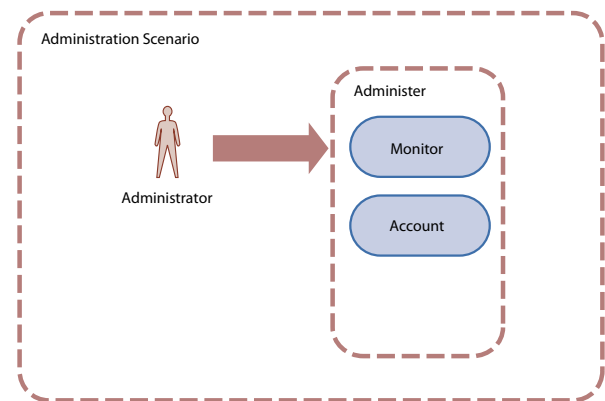 Administration Scenario
Administer
Monitor
Administrator
Account